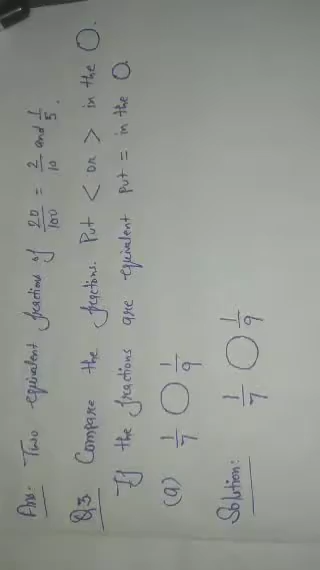 Ans. Two equivalent fractions of 20/100 = 2/10 and 1/5.
Q3 Compare the fractions. Put < or > in the ◯.
If the fractions are equivalent put = in the ◯.
(a) 1/7 ◯ 1/9
Solution: 1/7 ◯ 1/9